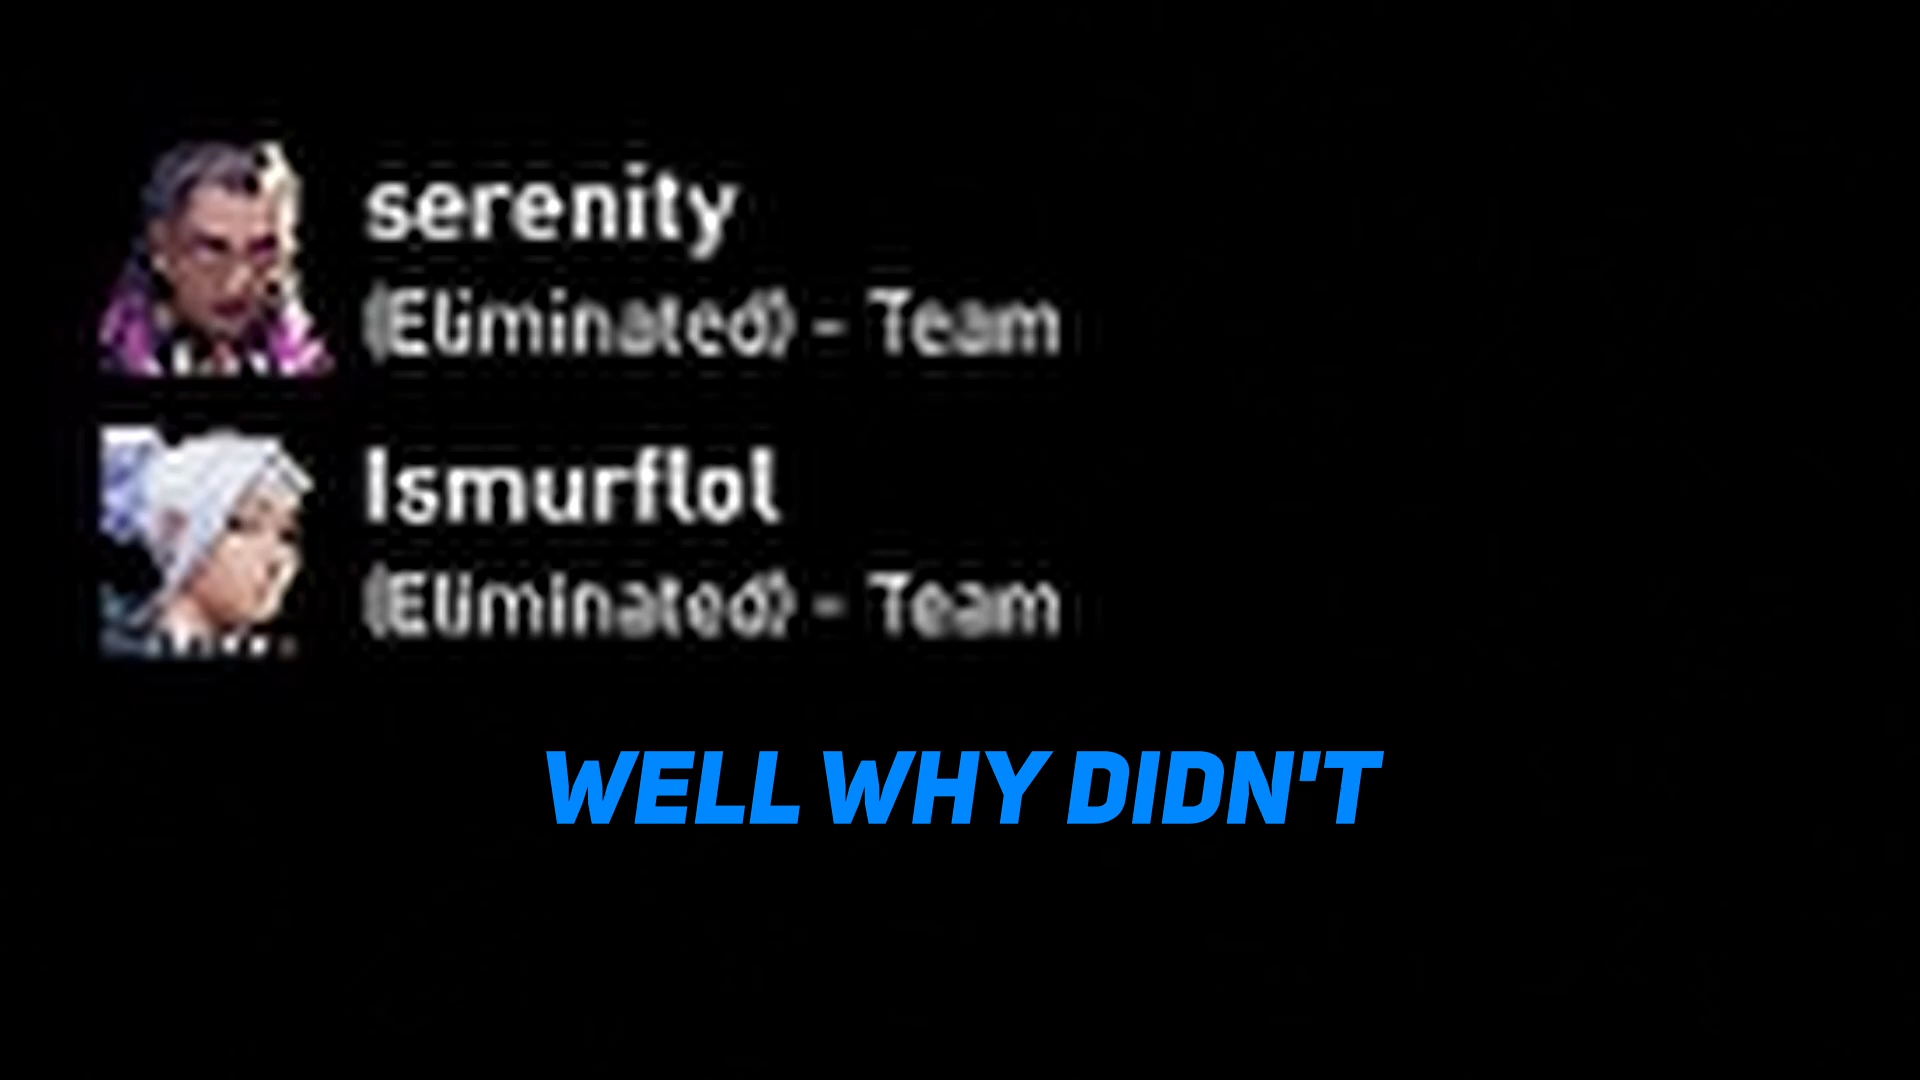 serenity
(Eliminated) - Team
Ismurflol
(Eliminated) - Team
WELL WHY DIDN'T